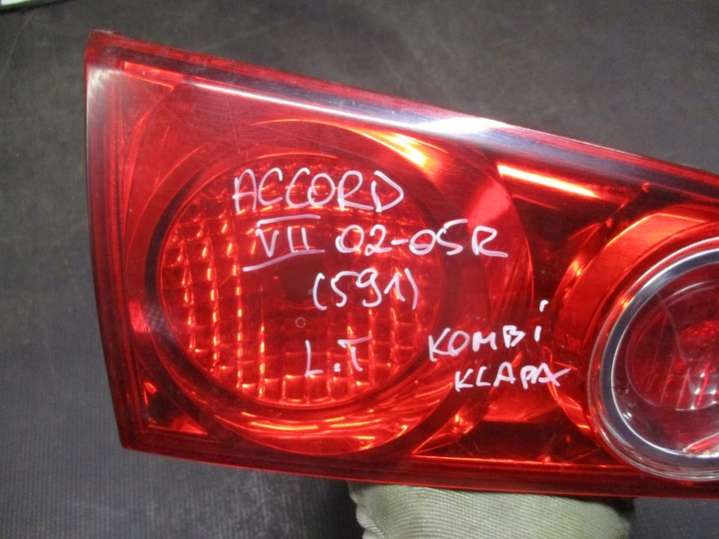 ACCORD
VII 02-05R
(591)
L.T KOMBI
KLAPA